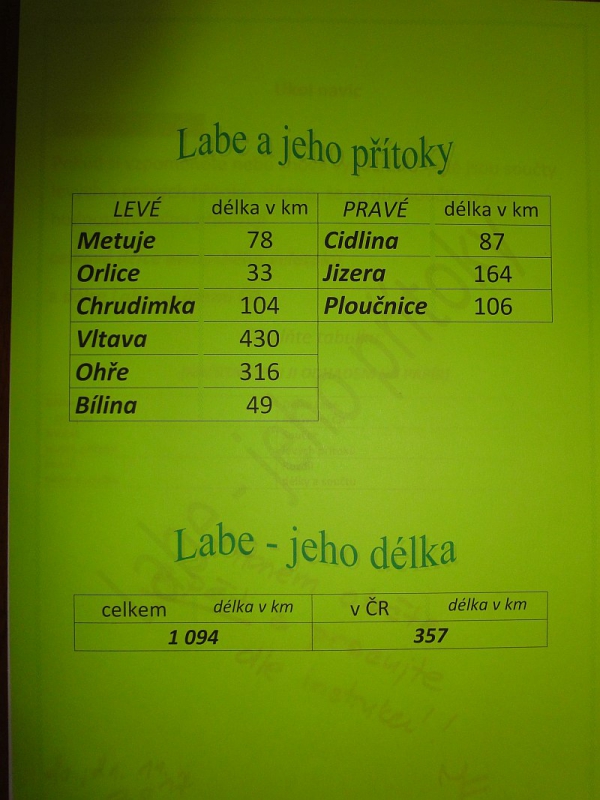 Labe a jeho přítoky
LEVÉ délka v km PRAVÉ délka v km
Metuje 78 Cidlina 87
Orlice 33 Jizera 164
Chrudimka 104 Ploučnice 106
Vltava 430
Ohře 316
Bílina 49
Labe - jeho délka
celkem délka v km v ČR délka v km
1 094 357